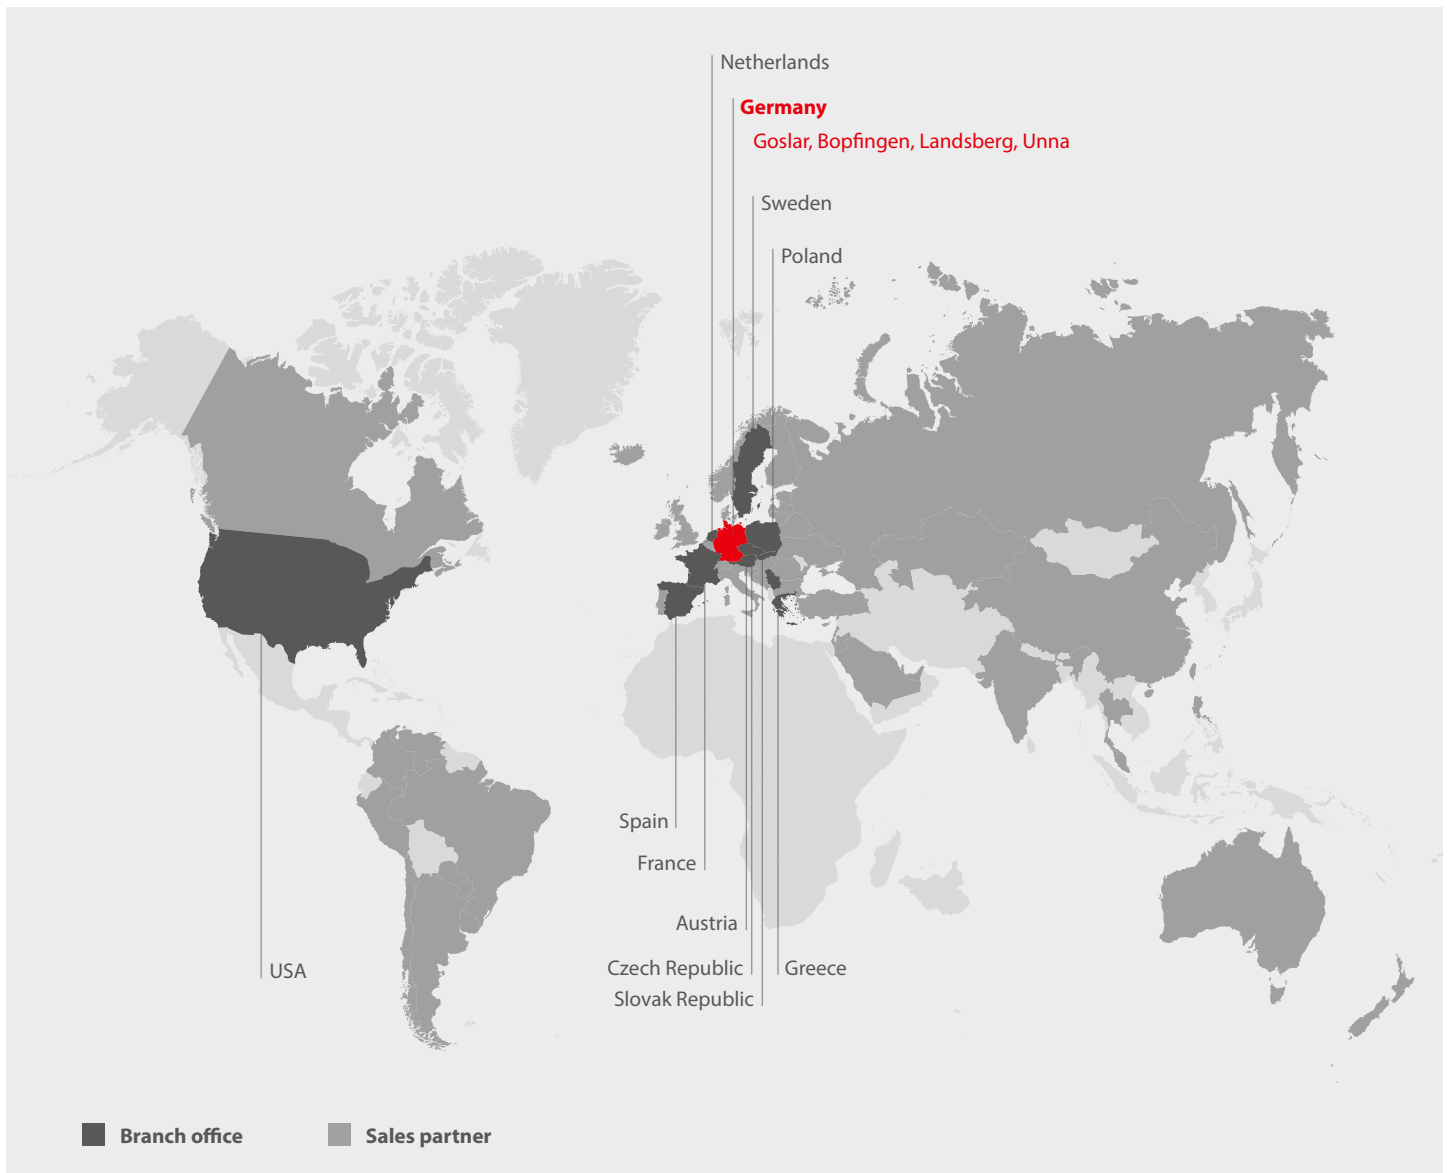 Netherlands
Germany
Goslar, Bopfingen, Landsberg, Unna
Sweden
Poland
Spain
France
Austria
Czech Republic
Greece
USA
Slovak Republic
Branch office
Sales partner